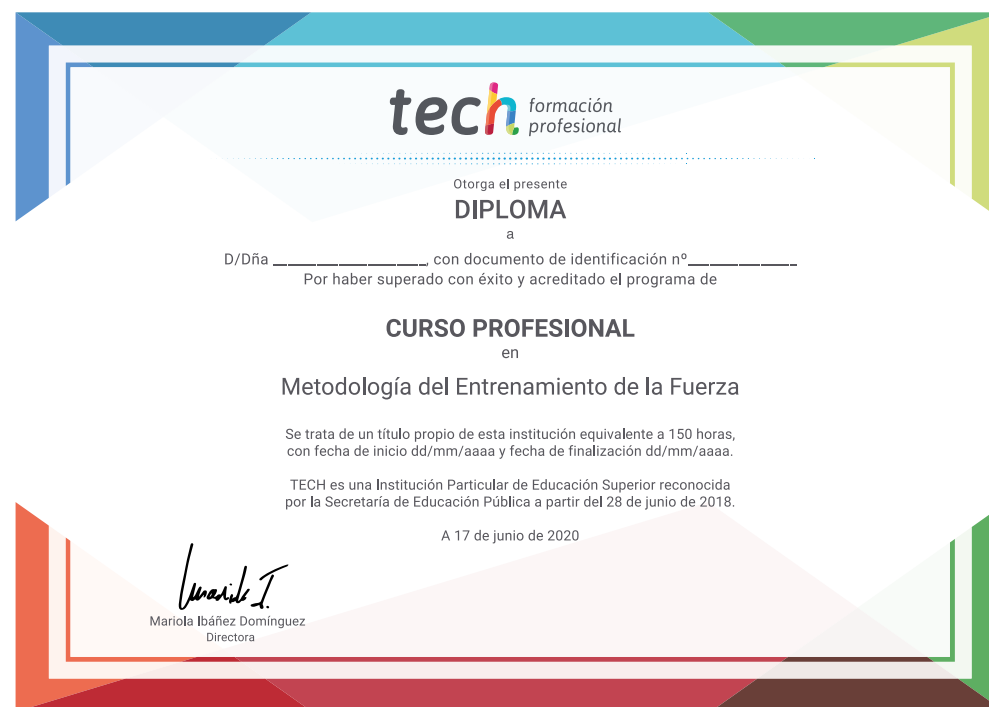 tech formación
profesional
Otorga el presente
DIPLOMA
a
D/Dña ____________________, con documento de identificación nº______________
Por haber superado con éxito y acreditado el programa de
CURSO PROFESIONAL
en
Metodología del Entrenamiento de la Fuerza
Se trata de un título propio de esta institución equivalente a 150 horas,
con fecha de inicio dd/mm/aaaa y fecha de finalización dd/mm/aaaa.
TECH es una Institución Particular de Educación Superior reconocida
por la Secretaría de Educación Pública a partir del 28 de junio de 2018.
A 17 de junio de 2020
Mariola Ibáñez Domínguez
Directora